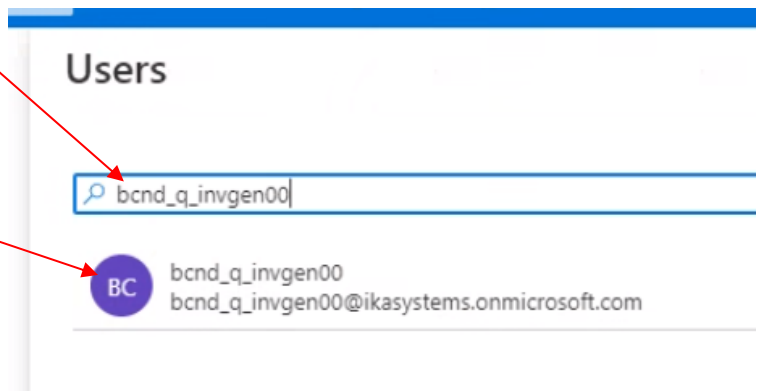 Users
bcnd_q_invgen00
BC
bcnd_q_invgen00
bcnd_q_invgen00@ikasystems.onmicrosoft.com